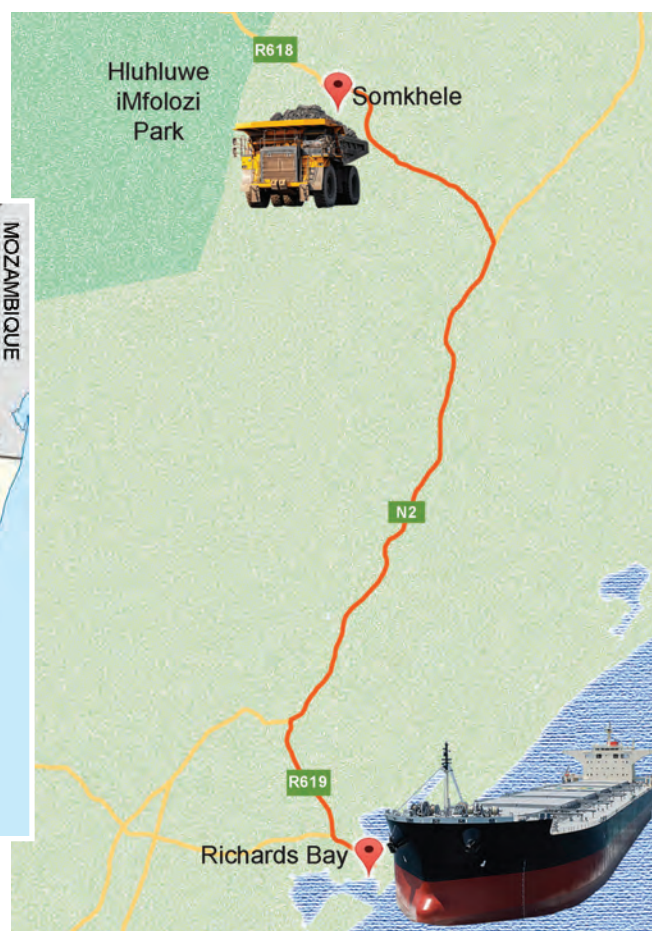 R618
Hluhluwe
iMfolozi
Park
Somkhele
MOZAMBIQUE
N2
R619
Richards Bay